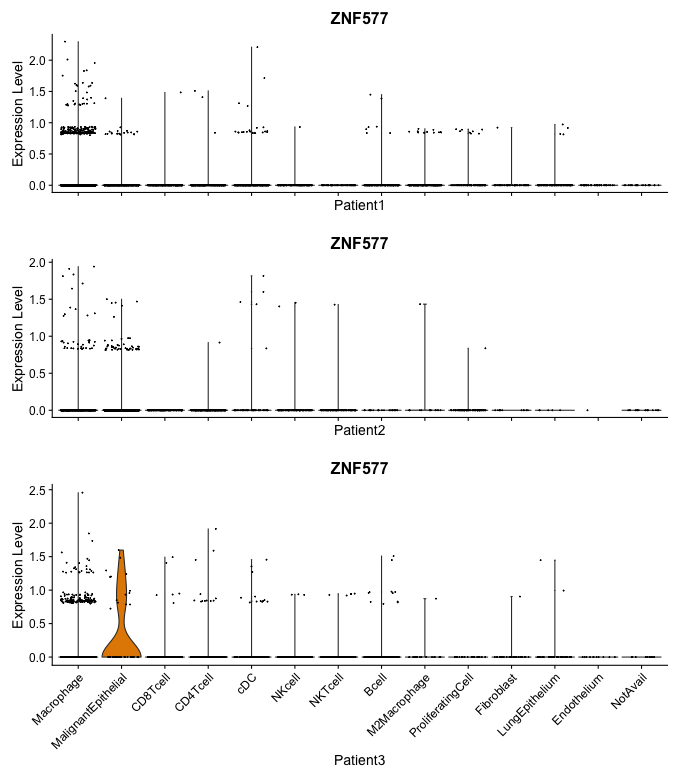 ZNF577
Expression Level
2.0
1.5
1.0
0.5
0.0
Patient1
ZNF577
Expression Level
2.0
1.5
1.0
0.5
0.0
Patient2
ZNF577
Expression Level
2.5
2.0
1.5
1.0
0.5
0.0
Macrophage
MalignantEpithelial
CD8Tcell
CD4Tcell
cDC
NKcell
NKTcell
Bcell
M2Macrophage
ProliferatingCell
Fibroblast
LungEpithelium
Endothelium
NotAvail
Patient3